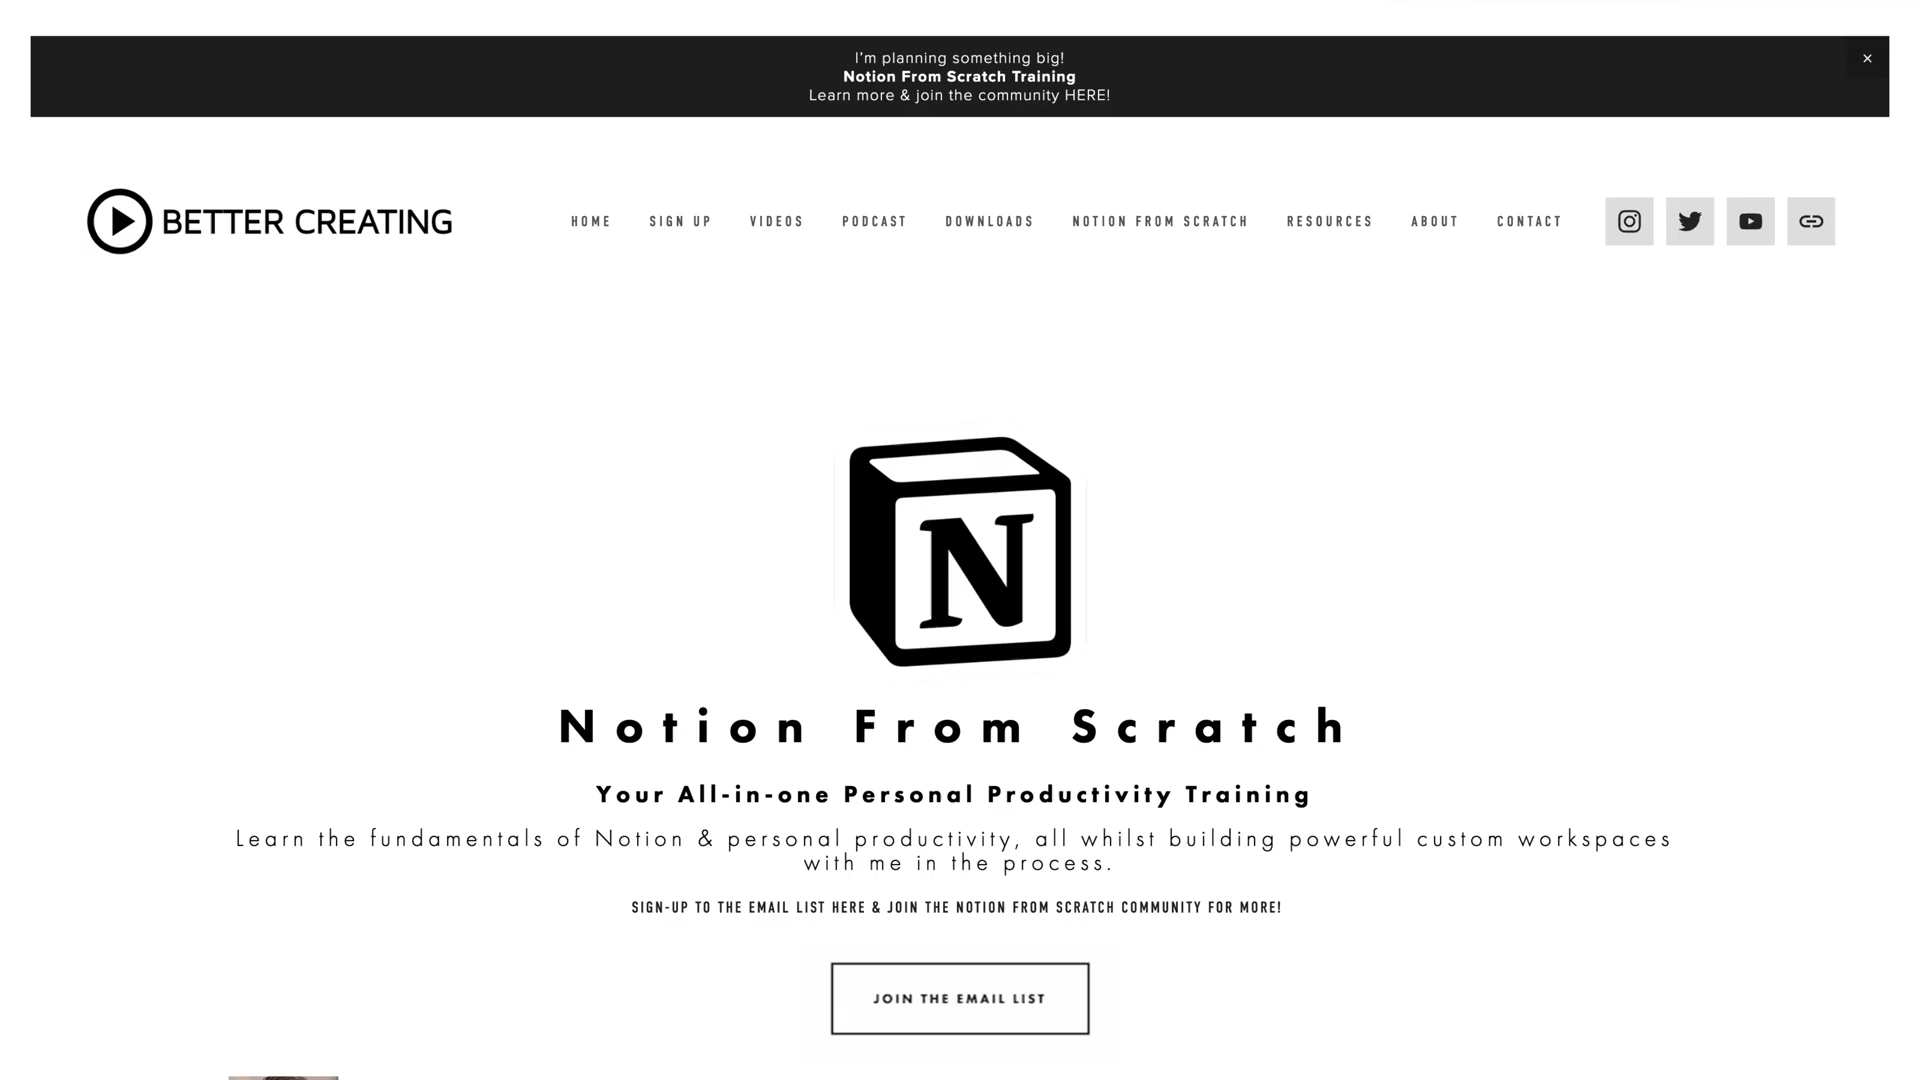 I'm planning something big!
Notion From Scratch Training
Learn more & join the community HERE!
×
BETTER CREATING
HOME SIGN UP VIDEOS PODCAST DOWNLOADS NOTION FROM SCRATCH RESOURCES ABOUT CONTACT
N
Notion From Scratch
Your All-in-one Personal Productivity Training
Learn the fundamentals of Notion & personal productivity, all whilst building powerful custom workspaces
with me in the process.
SIGN-UP TO THE EMAIL LIST HERE & JOIN THE NOTION FROM SCRATCH COMMUNITY FOR MORE!
JOIN THE EMAIL LIST